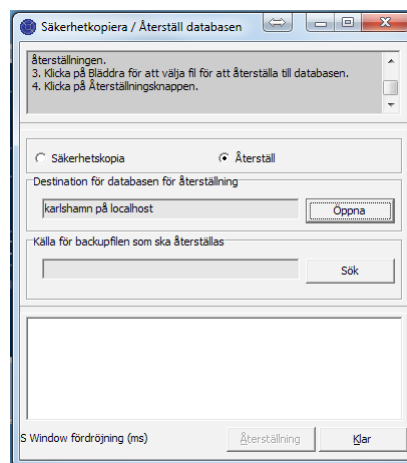 Säkerhetkopiera / Återställ databasen
återställningen.
3. Klicka på Bläddra för att välja fil för att återställa till databasen.
4. Klicka på Återställningsknappen.
Säkerhetskopia
Återställ
Destination för databasen för återställning
karlshamn på localhost
Öppna
Källa för backupfilen som ska återställas
Sök
S Window fördröjning (ms)
Återställning
Klar